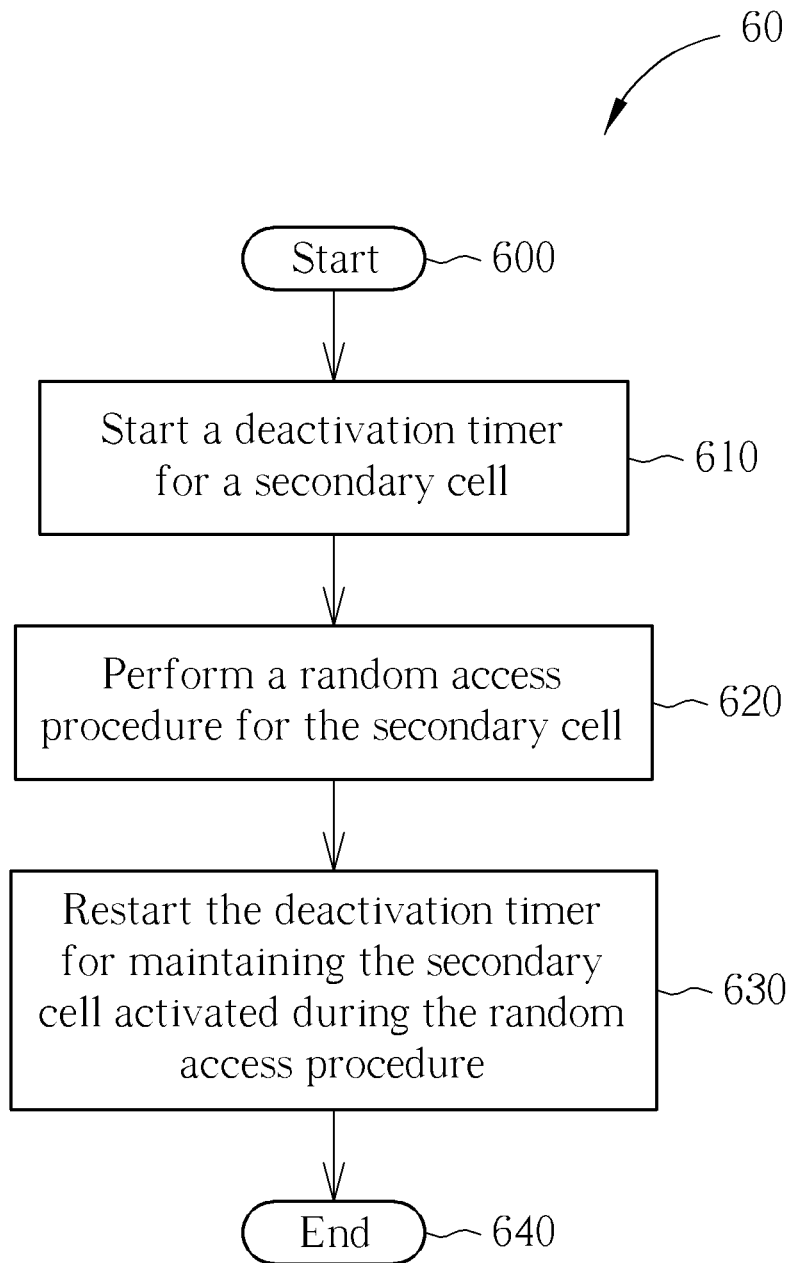 60
Start
600
Start a deactivation timer
for a secondary cell
610
Perform a random access
procedure for the secondary cell
620
Restart the deactivation timer
for maintaining the secondary
cell activated during the random
access procedure
630
End
640